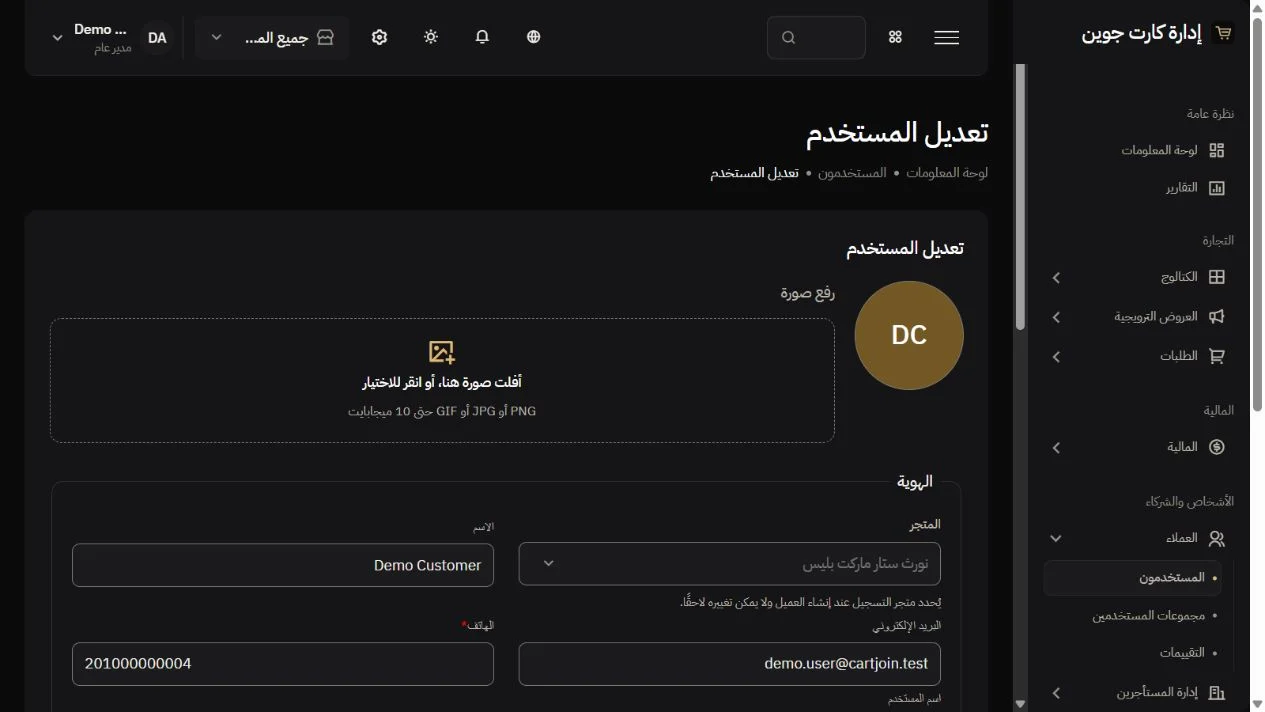 إدارة كارت جوين
نظرة عامة
لوحة المعلومات
التقارير
التجارة
الكتالوج
العروض الترويجية
الطلبات
المالية
المالية
الأشخاص والشركاء
العملاء
المستخدمون
مجموعات المستخدمين
التقييمات
إدارة المستأجرين
جميع المـ...
DA
Demo ...
مدير عام
تعديل المستخدم
لوحة المعلومات • المستخدمون • تعديل المستخدم
تعديل المستخدم
DC
رفع صورة
أفلت صورة هنا، أو انقر للاختيار
PNG أو JPG أو GIF حتى 10 ميجابايت
الهوية
المتجر
نورث ستار ماركت بليس
يُحدد متجر التسجيل عند إنشاء العميل ولا يمكن تغييره لاحقًا.
الاسم
Demo Customer
البريد الإلكتروني
demo.user@cartjoin.test
الهاتف*
201000000004
اسم المستخدم